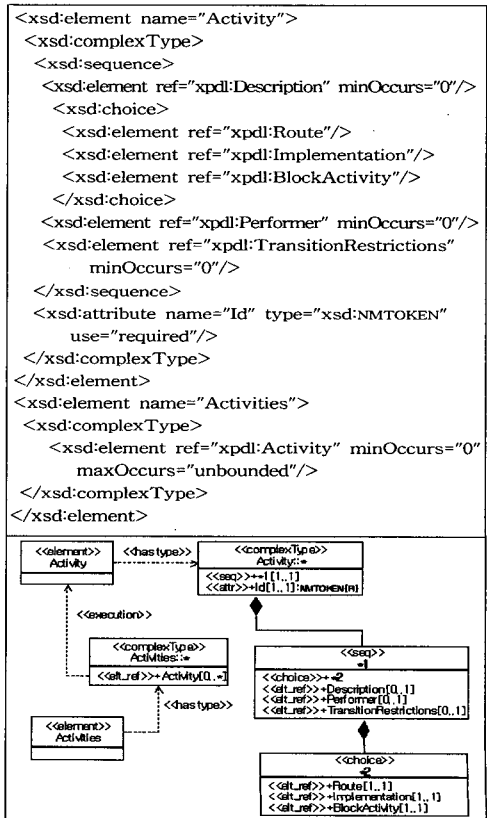 <xsd:element name="Activity">
<xsd:complexType>
<xsd:sequence>
<xsd:element ref="xpdl:Description" minOccurs="0"/>
<xsd:choice>
<xsd:element ref="xpdl:Route"/>
<xsd:element ref="xpdl:Implementation"/>
<xsd:element ref="xpdl:BlockActivity"/>
</xsd:choice>
<xsd:element ref="xpdl:Performer" minOccurs="0"/>
<xsd:element ref="xpdl:TransitionRestrictions"
minOccurs="0"/>
</xsd:sequence>
<xsd:attribute name="Id" type="xsd:NMTOKEN"
use="required"/>
</xsd:complexType>
</xsd:element>
<xsd:element name="Activities">
<xsd:complexType>
<xsd:element ref="xpdl:Activity" minOccurs="0"
maxOccurs="unbounded"/>
</xsd:complexType>
</xsd:element>
<<element>>
Activity
<<has type>>
<<complexType>>
Activity::*
<<seq>>+*1[1..1]
<<attr>>+Id[1..1]:NMTOKEN(R)
<<execution>>
<<complexType>>
Activities::*
<<elt_ref>>+Activity[0..*]
<<has type>>
<<element>>
Activities
<<seq>>
*1
<<choice>>+*2
<<elt_ref>>+Description[0..1]
<<elt_ref>>+Performer[0..1]
<<elt_ref>>+TransitionRestrictions[0..1]
<<choice>>
*2
<<elt_ref>>+Route[1..1]
<<elt_ref>>+Implementation[1..1]
<<elt_ref>>+BlockActivity[1..1]